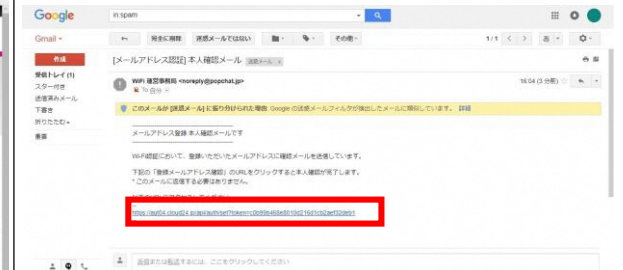 Google
in:spam
Gmail
完全に削除
迷惑メールではない
その他
1/1
作成
[メールアドレス認証] 本人確認メール
迷惑メール x
受信トレイ (1)
スター付き
送信済みメール
下書き
折りたたむ
重要
WiFi 運営事務局 <noreply@popchat.jp>
To 自分
16:04 (3 分前)
このメールが [迷惑メール] に振り分けられた理由: Google の迷惑メールフィルタが検出したメールに類似しています。 詳細
メールアドレス登録 本人確認メールです
Wi-Fi認証において、登録いただいたメールアドレスに確認メールを送信しています。
下記の「登録メールアドレス確認」のURLをクリックすると本人確認が完了します。
* このメールに返信する必要はありません。
返信または転送するには、ここをクリックしてください